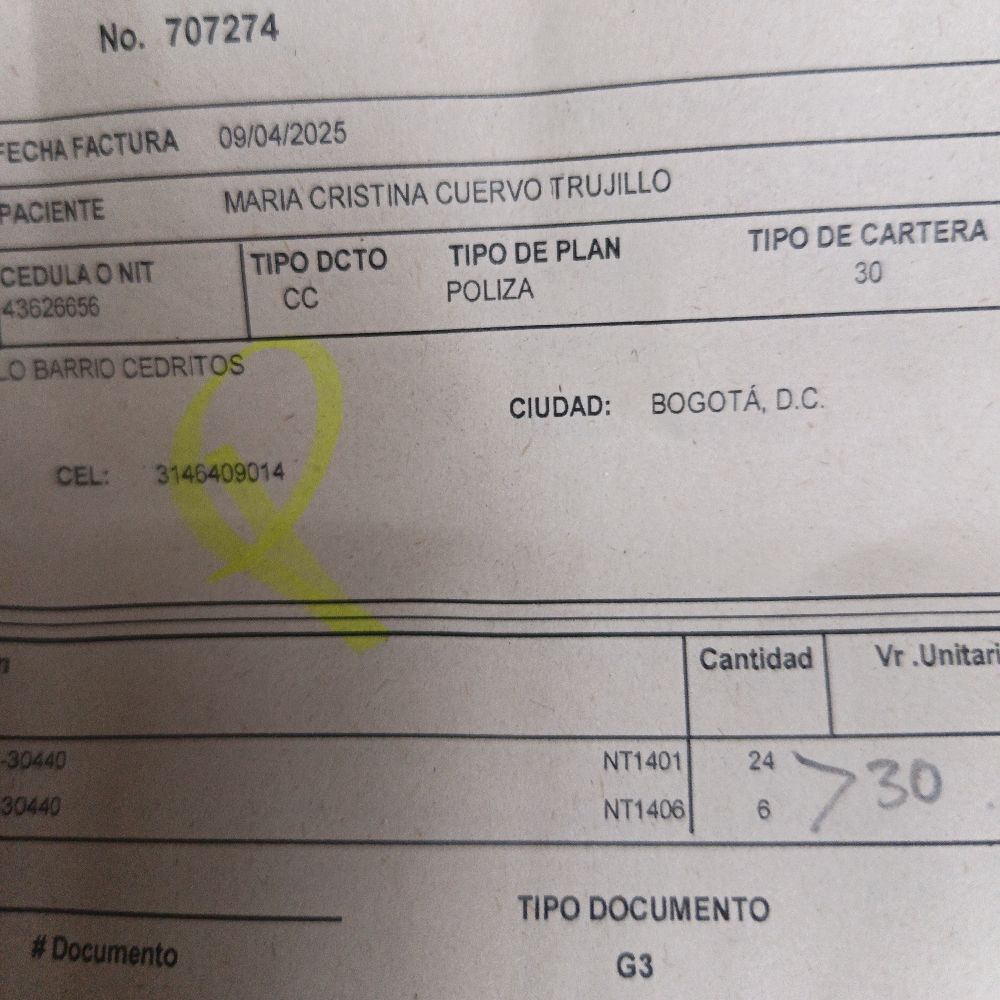 No. 707274
FECHA FACTURA 09/04/2025
PACIENTE MARIA CRISTINA CUERVO TRUJILLO
CEDULA O NIT TIPO DCTO TIPO DE PLAN TIPO DE CARTERA
43626656 CC POLIZA 30
LO BARRIO CEDRITOS
CIUDAD: BOGOTÁ, D.C.
CEL: 3146409014
n Cantidad Vr .Unitari
-30440 NT1401 24
30440 NT1406 6
30
TIPO DOCUMENTO
# Documento G3